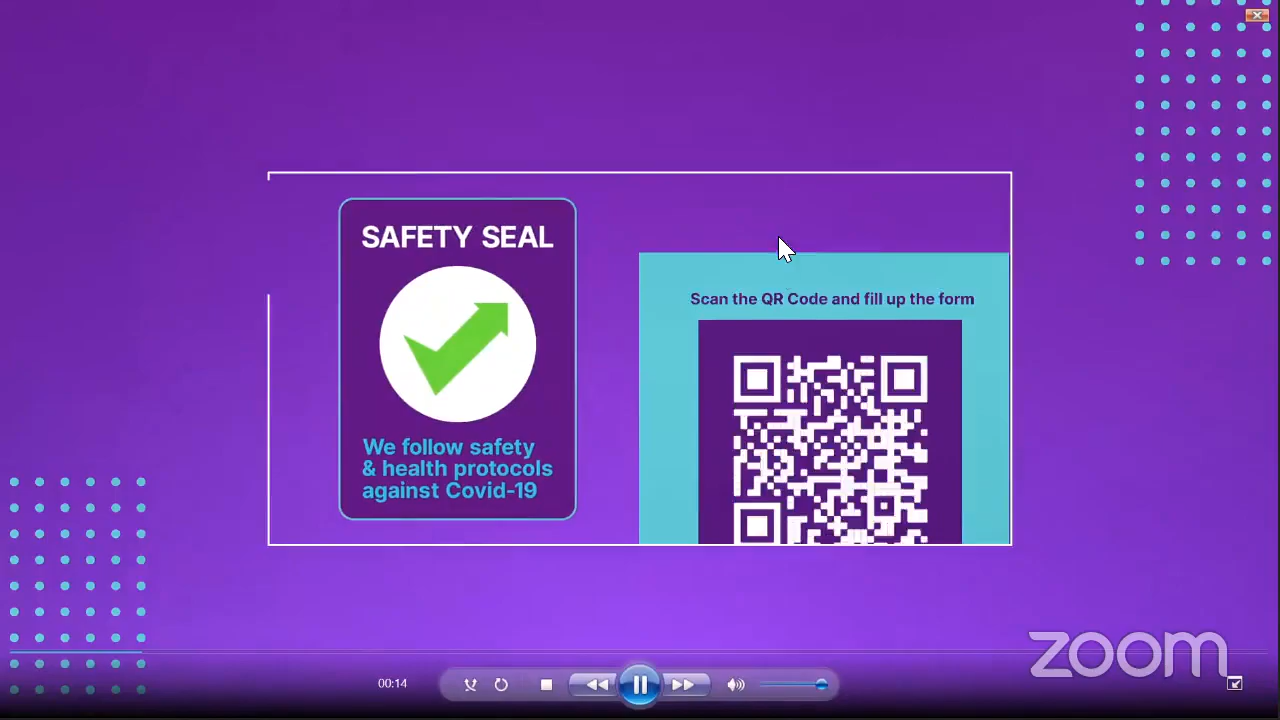 SAFETY SEAL
We follow safety
& health protocols
against Covid-19
Scan the QR Code and fill up the form
zoom
00:14